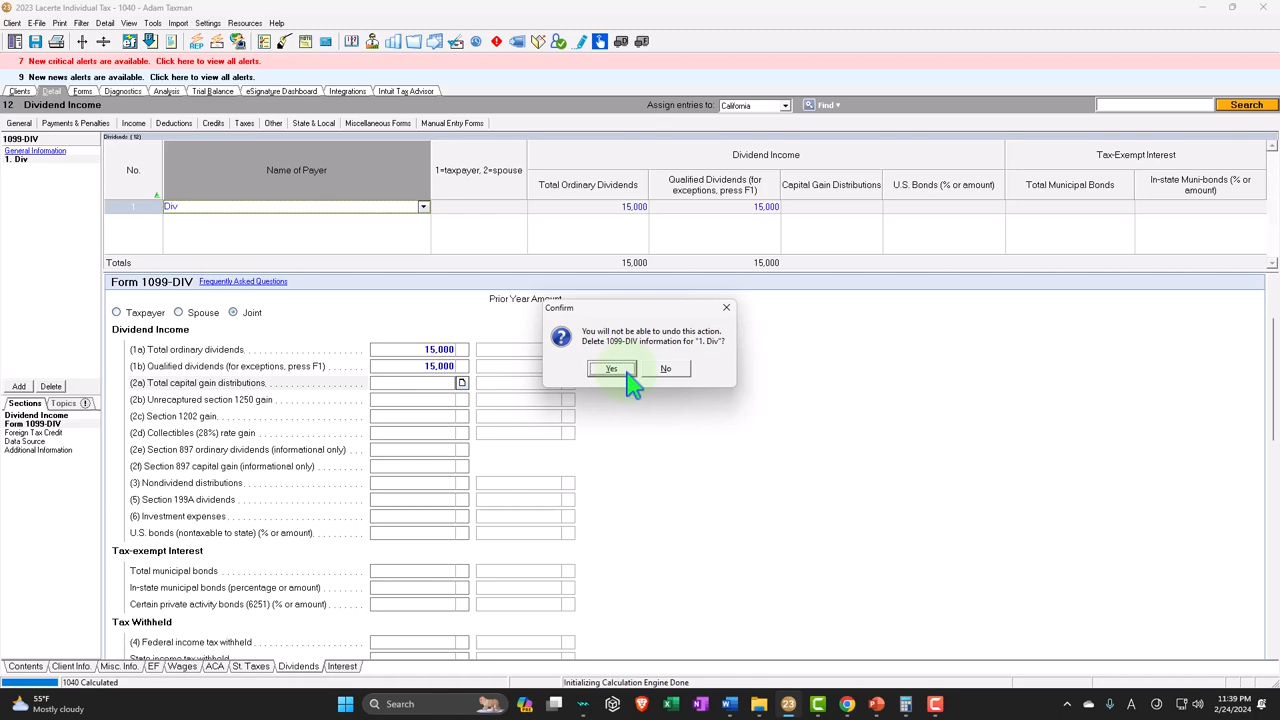 2023 Lacerte Individual Tax - 1040 - Adam Taxman
Client E-File Print Filter Detail View Tools Import Settings Resources Help
7 New critical alerts are available. Click here to view all alerts.
9 New news alerts are available. Click here to view all alerts.
Clients Detail Forms Diagnostics Analysis Trial Balance eSignature Dashboard Integrations Intuit Tax Advisor
12 Dividend Income Assign entries to: California Find Search
General Payments & Penalties Income Deductions Credits Taxes Other State & Local Miscellaneous Forms Manual Entry Forms
1099-DIV
General Information
1. Div
Dividends (12)
No. Name of Payer 1=taxpayer, 2=spouse Dividend Income Tax-Exempt Interest
Total Ordinary Dividends Qualified Dividends (for exceptions, press F1) Capital Gain Distributions U.S. Bonds (% or amount) Total Municipal Bonds In-state Muni-bonds (% or amount)
1 Div 15,000 15,000
Totals 15,000 15,000
Form 1099-DIV Frequently Asked Questions
Prior Year Amount
Taxpayer Spouse Joint
Dividend Income
(1a) Total ordinary dividends 15,000
(1b) Qualified dividends (for exceptions, press F1) 15,000
(2a) Total capital gain distributions
(2b) Unrecaptured section 1250 gain
(2c) Section 1202 gain
(2d) Collectibles (28%) rate gain
(2e) Section 897 ordinary dividends (informational only)
(2f) Section 897 capital gain (informational only)
(3) Nondividend distributions
(5) Section 199A dividends
(6) Investment expenses
U.S. bonds (nontaxable to state) (% or amount)
Tax-exempt Interest
Total municipal bonds
In-state municipal bonds (percentage or amount)
Certain private activity bonds (6251) (% or amount)
Tax Withheld
(4) Federal income tax withheld
State income tax withheld
Confirm
You will not be able to undo this action.
Delete 1099-DIV information for "1. Div"?
Yes No
Add Delete
Sections Topics
Dividend Income
Form 1099-DIV
Foreign Tax Credit
Data Source
Additional Information
Contents Client Info. Misc. Info. EF Wages ACA St. Taxes Dividends Interest
1040 Calculated Initializing Calculation Engine Done
55°F
Mostly cloudy
Search
11:39 PM
2/24/2024